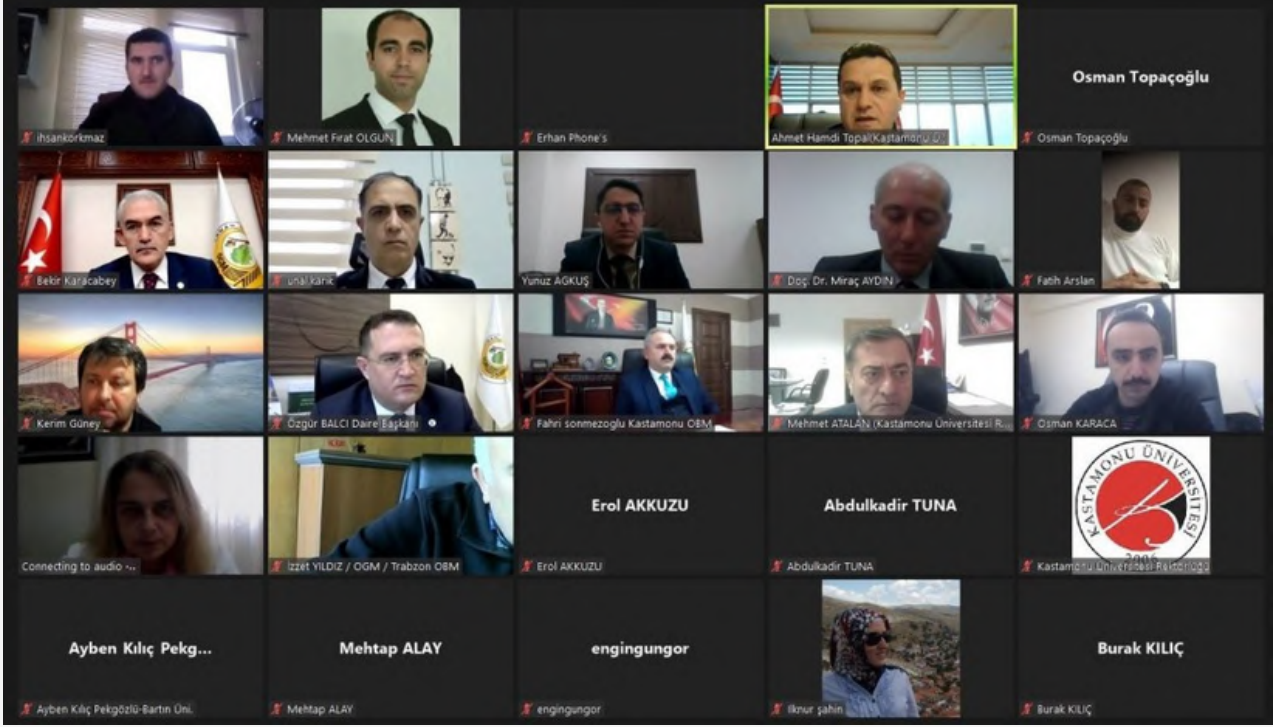 ihsankorkmaz
Mehmet Fırat OLGUN
Erhan Phone's
Ahmet Hamdi Topal(Kastamonu Ü...
Osman Topaçoğlu
Osman Topaçoğlu
Bekir Karacabey
unal karık
Yunuz AGKUŞ
Doç. Dr. Miraç AYDIN
Fatih Arslan
Kerim Güney
Özgür BALCI Daire Başkanı
Fahri sonmezoglu Kastamonu OBM
Mehmet ATALAN (Kastamonu Üniversitesi R...
Osman KARACA
Connecting to audio ·..
İzzet YILDIZ / OGM / Trabzon OBM
Erol AKKUZU
Erol AKKUZU
Abdulkadir TUNA
Abdulkadir TUNA
KASTAMONU ÜNİVERSİTESİ
2006
Kastamonu Üniversitesi Rektörlüğü
Ayben Kılıç Pekg...
Ayben Kılıç Pekgözlü-Bartın Üni.
Mehtap ALAY
Mehtap ALAY
engingungor
engingungor
Ilknur şahin
Burak KILIÇ
Burak KILIÇ